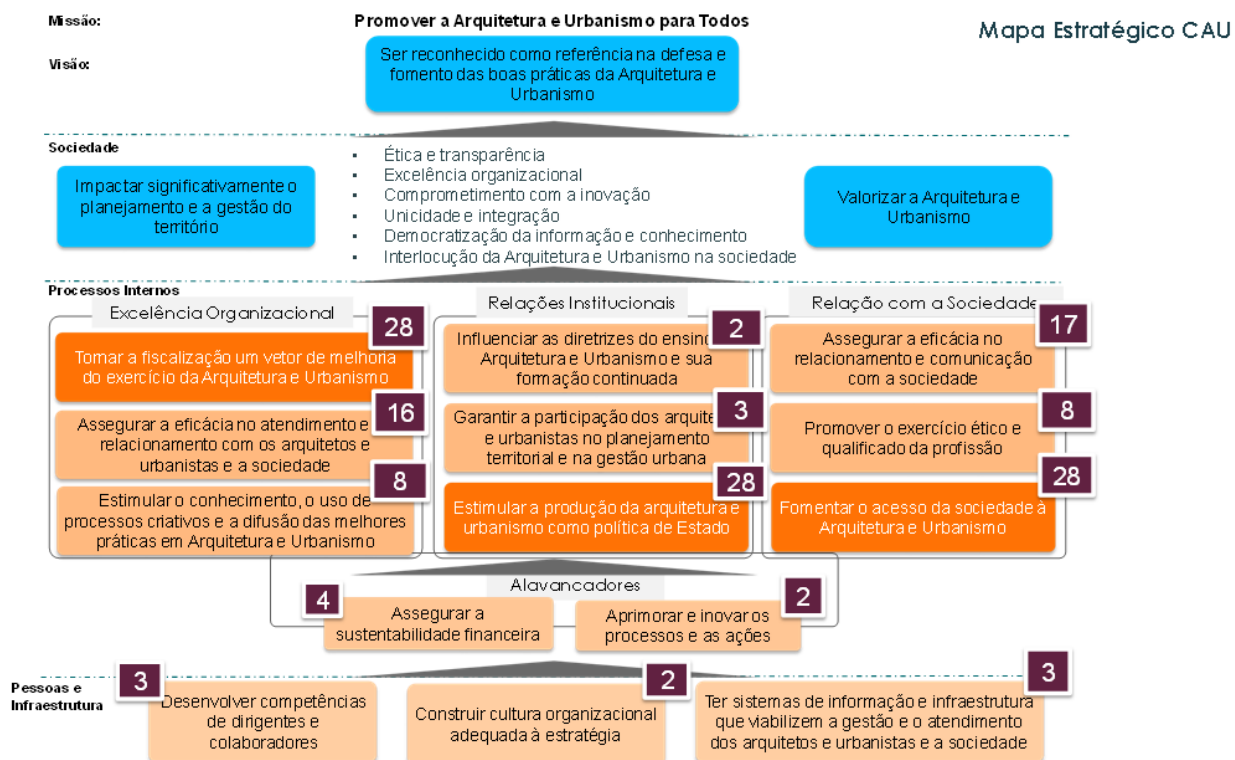 Missão:
Promover a Arquitetura e Urbanismo para Todos
Mapa Estratégico CAU
Visão:
Ser reconhecido como referência na defesa e
fomento das boas práticas da Arquitetura e
Urbanismo
Sociedade
Impactar significativamente o
planejamento e a gestão do
território
▪ Ética e transparência
▪ Excelência organizacional
▪ Comprometimento com a inovação
▪ Unicidade e integração
▪ Democratização da informação e conhecimento
▪ Interlocução da Arquitetura e Urbanismo na sociedade
Valorizar a Arquitetura e
Urbanismo
Processos Internos
Excelência Organizacional
28
Tornar a fiscalização um vetor de melhoria
do exercício da Arquitetura e Urbanismo
16
Assegurar a eficácia no atendimento e
relacionamento com os arquitetos e
urbanistas e a sociedade
8
Estimular o conhecimento, o uso de
processos criativos e a difusão das melhores
práticas em Arquitetura e Urbanismo
Relações Institucionais
2
Influenciar as diretrizes do ensino
Arquitetura e Urbanismo e sua
formação continuada
3
Garantir a participação dos arquite
e urbanistas no planejamento
territorial e na gestão urbana
28
Estimular a produção da arquitetura e
urbanismo como política de Estado
Relação com a Sociedade
17
Assegurar a eficácia no
relacionamento e comunicação
com a sociedade
8
Promover o exercício ético e
qualificado da profissão
28
Fomentar o acesso da sociedade à
Arquitetura e Urbanismo
Alavancadores
4
Assegurar a
sustentabilidade financeira
2
Aprimorar e inovar os
processos e as ações
Pessoas e
Infraestrutura
3
Desenvolver competências
de dirigentes e
colaboradores
2
Construir cultura organizacional
adequada à estratégia
3
Ter sistemas de informação e infraestrutura
que viabilizem a gestão e o atendimento
dos arquitetos e urbanistas e a sociedade